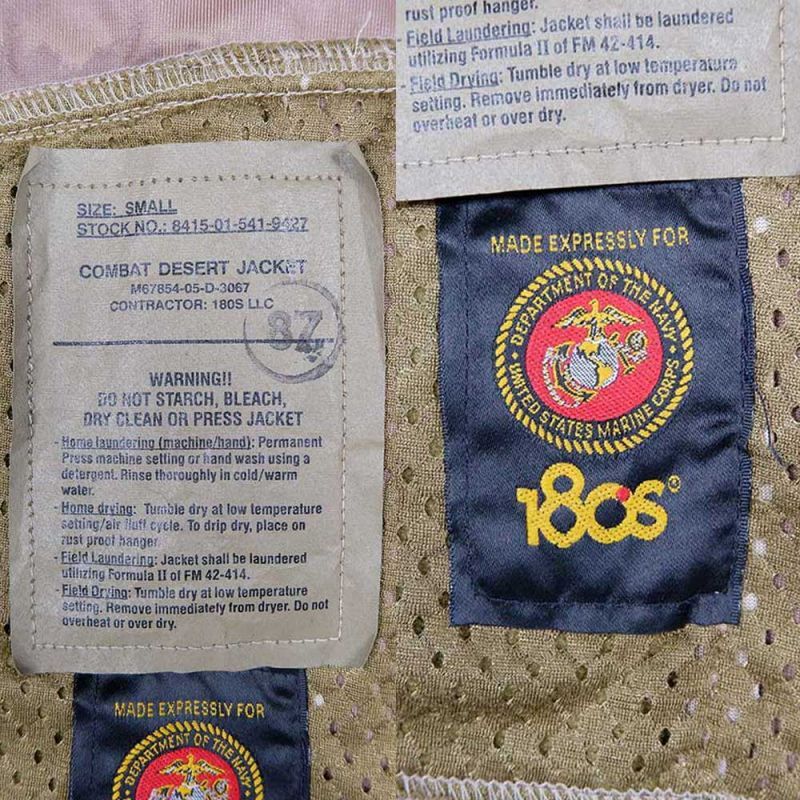 SIZE: SMALL
STOCK NO.: 8415-01-541-9427
COMBAT DESERT JACKET
M67854-05-D-3067
CONTRACTOR: 180S LLC
87
WARNING!!
DO NOT STARCH, BLEACH,
DRY CLEAN OR PRESS JACKET
- Home laundering (machine/hand): Permanent
Press machine setting or hand wash using a
detergent. Rinse thoroughly in cold/warm
water.
- Home drying: Tumble dry at low temperature
setting/air fluff cycle. To drip dry, place on
rust proof hanger.
- Field Laundering: Jacket shall be laundered
utilizing Formula II of FM 42-414.
- Field Drying: Tumble dry at low temperature
setting. Remove immediately from dryer. Do not
overheat or over dry.
MADE EXPRESSLY FOR
DEPARTMENT OF THE NAVY
rust proof hanger.
- Field Laundering: Jacket shall be laundered
utilizing Formula II of FM 42-414.
- Field Drying: Tumble dry at low temperature
setting. Remove immediately from dryer. Do not
overheat or over dry.
MADE EXPRESSLY FOR
DEPARTMENT OF THE NAVY
UNITED STATES MARINE CORPS
180s®